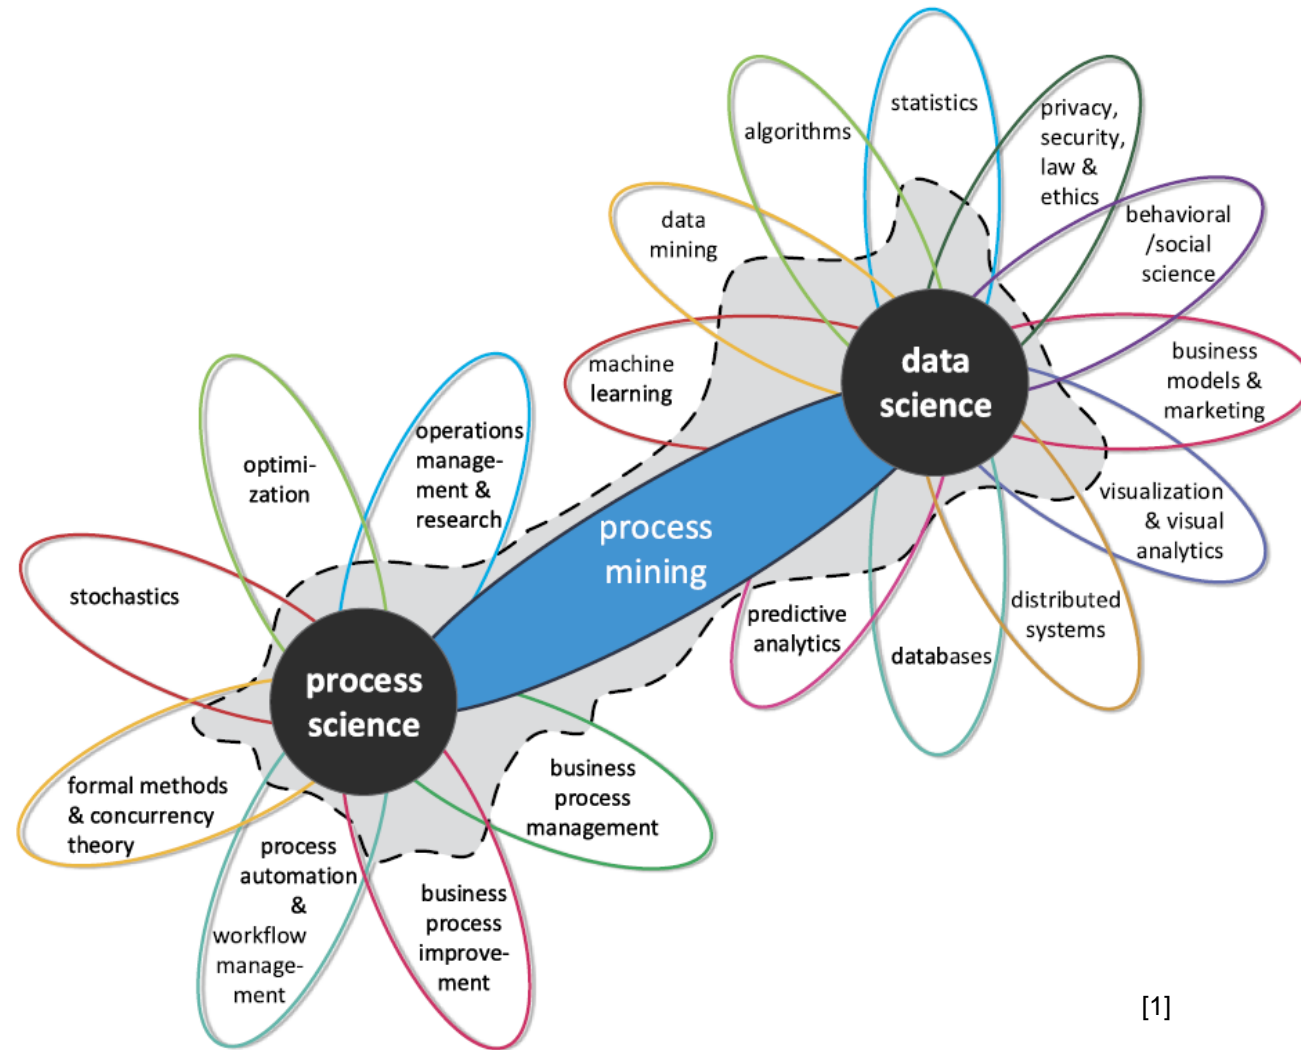 statistics
algorithms
privacy,
security,
law &
ethics
data
mining
behavioral
/social
science
machine
learning
data
science
business
models &
marketing
optimi-
zation
operations
manage-
ment &
research
process
mining
visualization
& visual
analytics
stochastics
predictive
analytics
databases
distributed
systems
process
science
formal methods
& concurrency
theory
business
process
management
process
automation
&
workflow
manage-
ment
business
process
improve-
ment
[1]